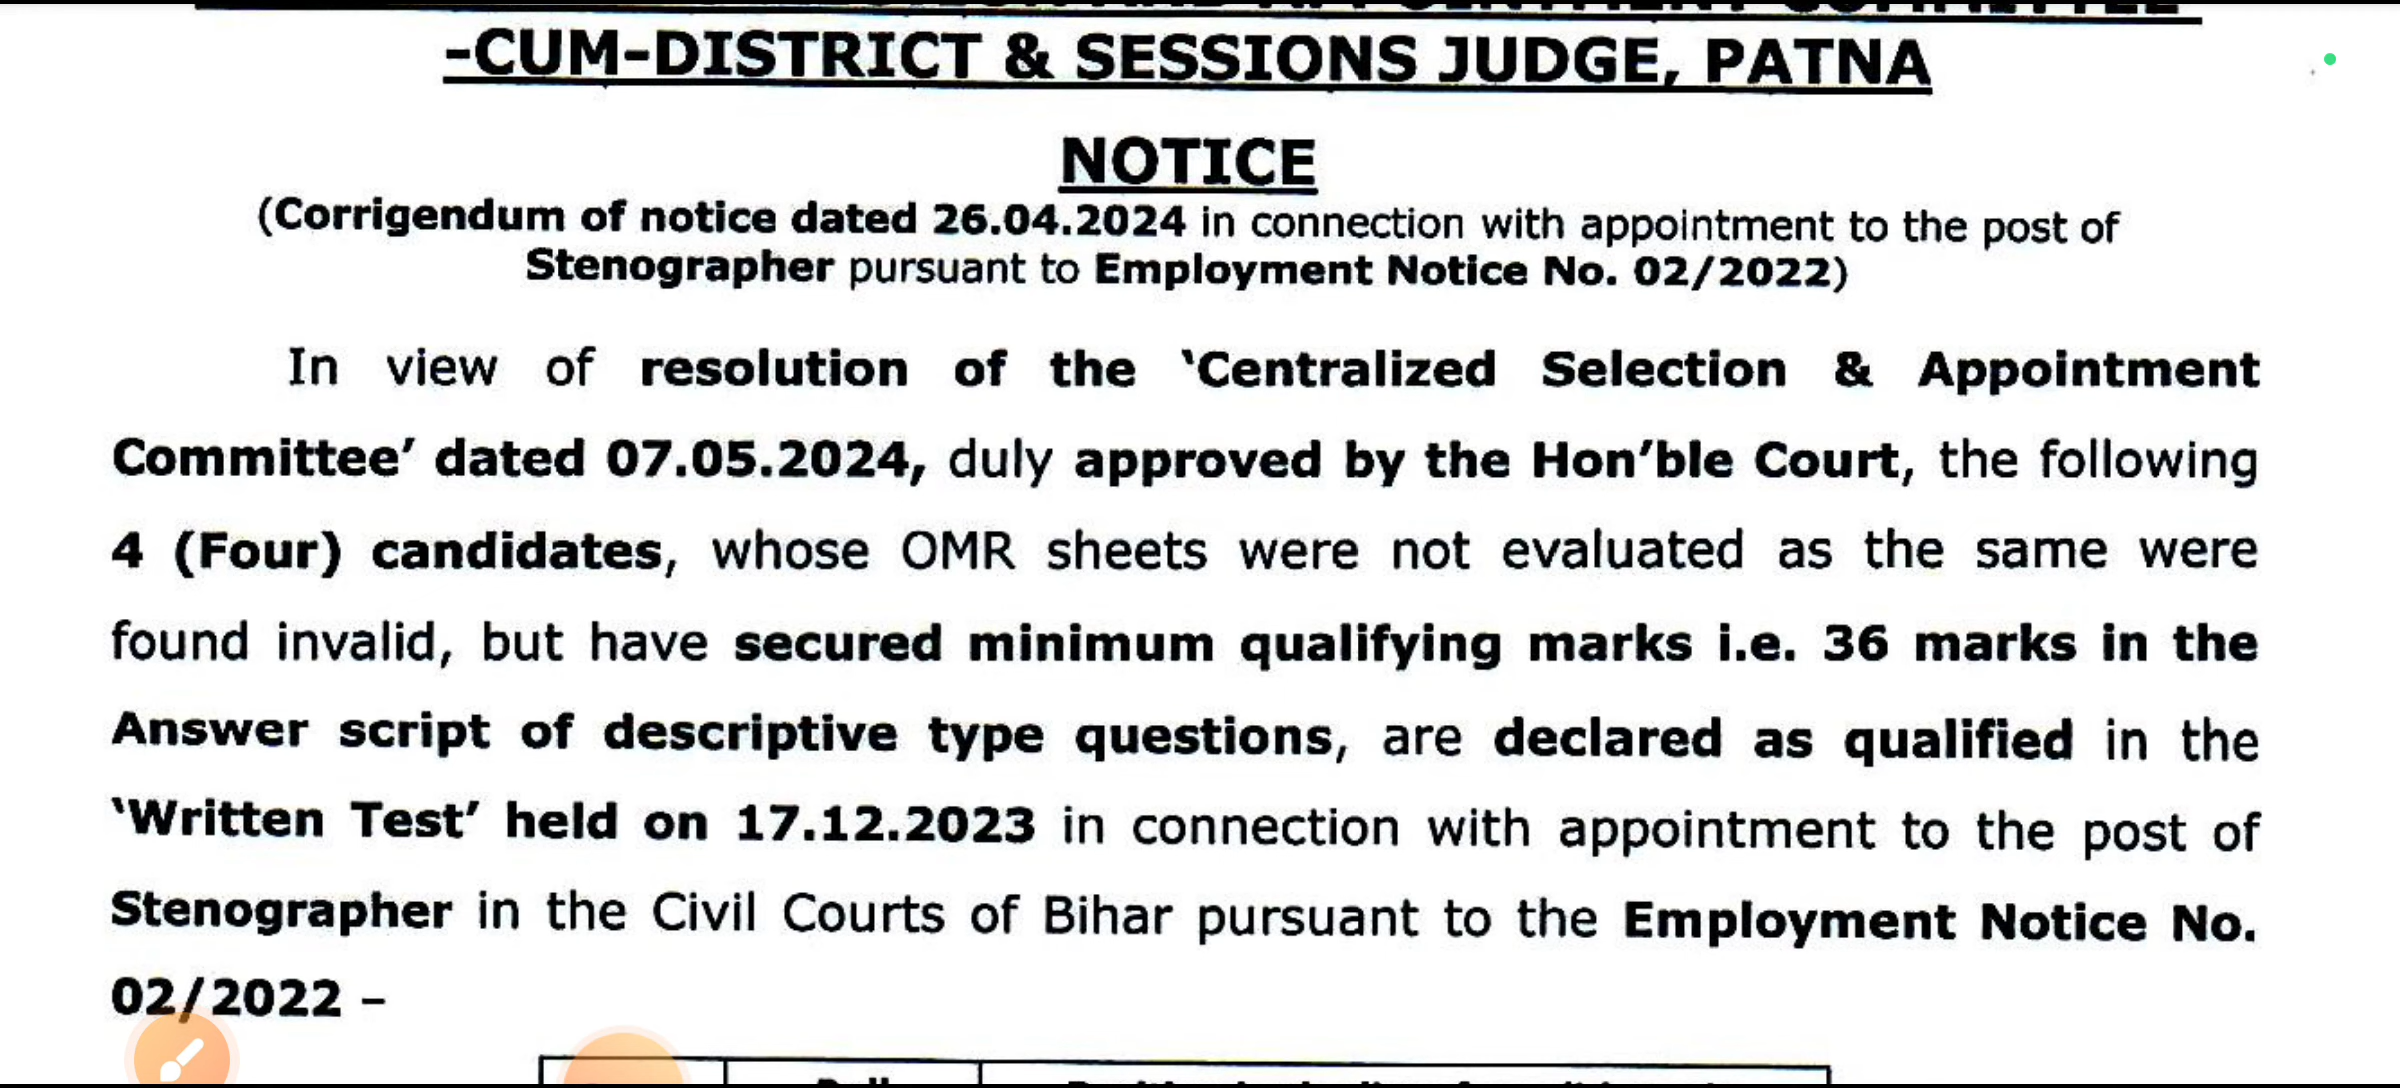 -CUM-DISTRICT & SESSIONS JUDGE, PATNA
NOTICE
(Corrigendum of notice dated 26.04.2024 in connection with appointment to the post of
Stenographer pursuant to Employment Notice No. 02/2022)
In view of resolution of the ‘Centralized Selection & Appointment
Committee’ dated 07.05.2024, duly approved by the Hon’ble Court, the following
4 (Four) candidates, whose OMR sheets were not evaluated as the same were
found invalid, but have secured minimum qualifying marks i.e. 36 marks in the
Answer script of descriptive type questions, are declared as qualified in the
‘Written Test’ held on 17.12.2023 in connection with appointment to the post of
Stenographer in the Civil Courts of Bihar pursuant to the Employment Notice No.
02/2022 –